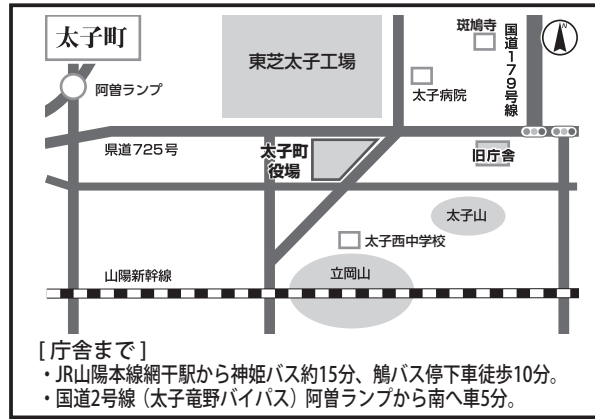 太子町
斑鳩寺
国道179号線
N
東芝太子工場
阿曽ランプ
太子病院
県道725号
太子町
役場
旧庁舎
太子山
太子西中学校
山陽新幹線
立岡山
[庁舎まで]
・JR山陽本線網干駅から神姫バス約15分、鵤バス停下車徒歩10分。
・国道2号線（太子竜野バイパス）阿曽ランプから南へ車5分。